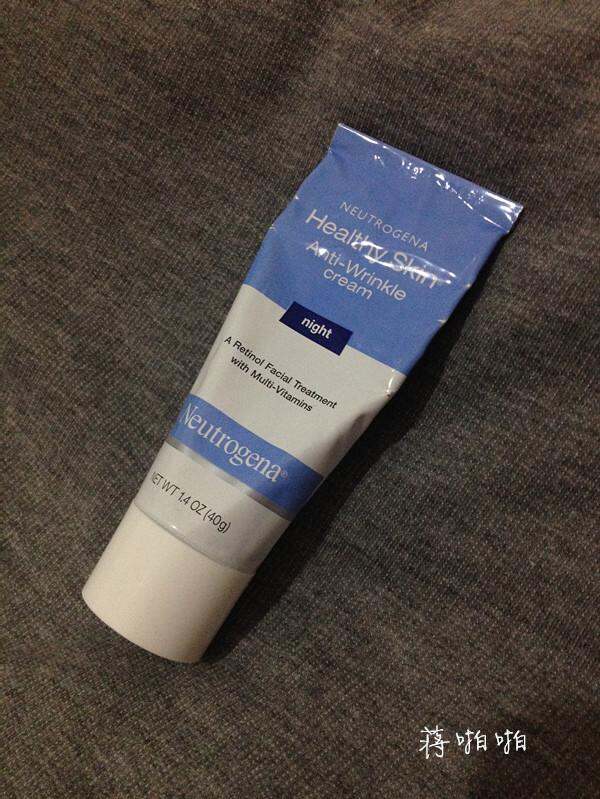 NEUTROGENA
Healthy Skin
Anti-Wrinkle
cream
night
A Retinol Facial Treatment
with Multi-Vitamins
Neutrogena®
NET WT 1.4 OZ (40g)
蒋啪啪